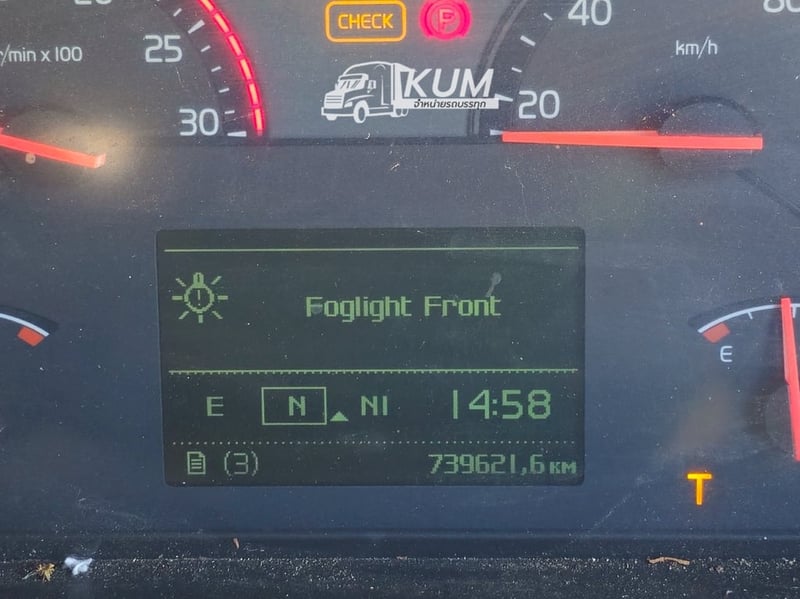 CHECK P
40
25
km/h
r/min x 100
KUM
จำหน่ายรถบรรทุก
20
30
Foglight Front
E
E N NI 14:58
(3) 739621,6 км
T